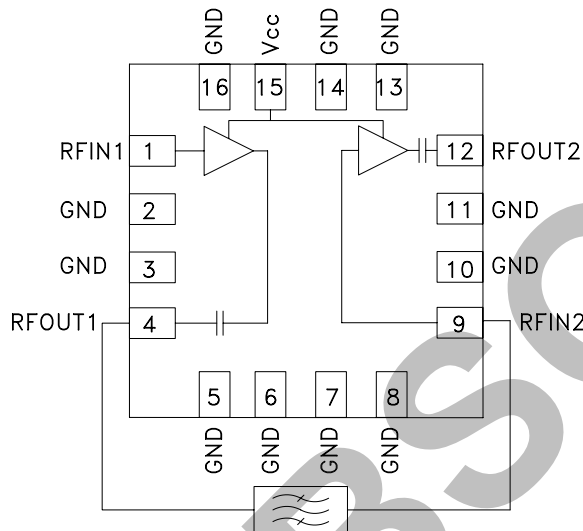 GND Vcc GND GND
16 15 14 13
RFIN1 1 12 RFOUT2
GND 2 11 GND
GND 3 10 GND
RFOUT1 4 9 RFIN2
5 6 7 8
GND GND GND GND
BSO